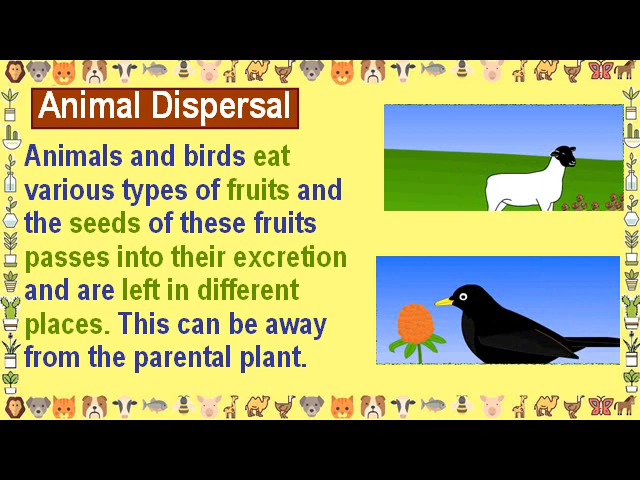 Animal Dispersal
Animals and birds eat
various types of fruits and
the seeds of these fruits
passes into their excretion
and are left in different
places. This can be away
from the parental plant.